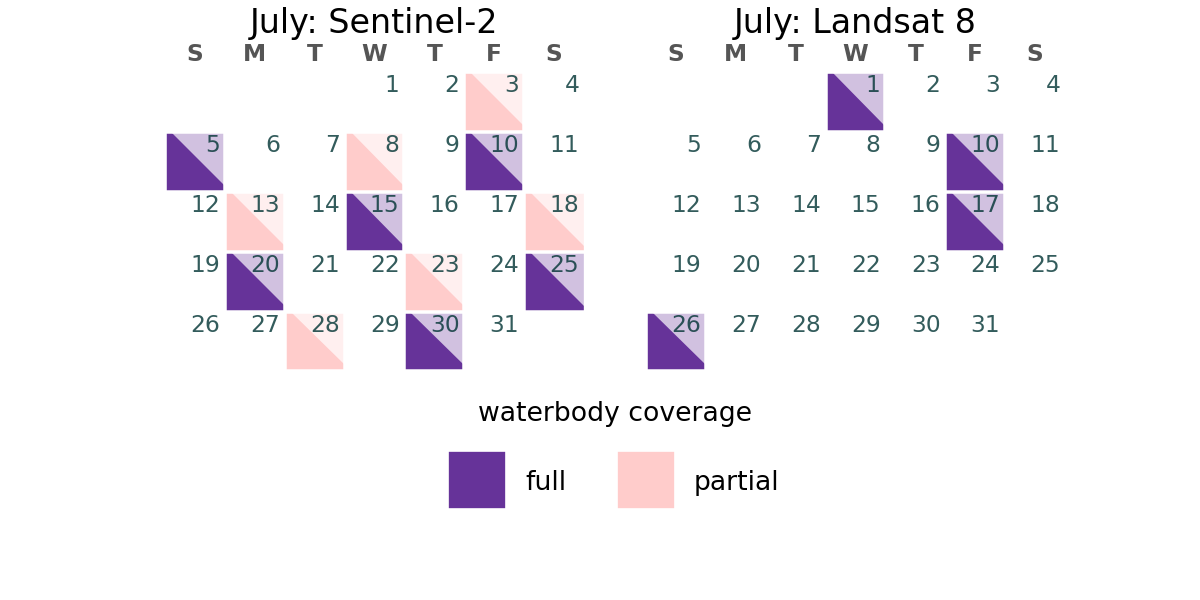 July: Sentinel-2
S M T W T F S
1 2 3 4
5 6 7 8 9 10 11
12 13 14 15 16 17 18
19 20 21 22 23 24 25
26 27 28 29 30 31
July: Landsat 8
S M T W T F S
1 2 3 4
5 6 7 8 9 10 11
12 13 14 15 16 17 18
19 20 21 22 23 24 25
26 27 28 29 30 31
waterbody coverage
full
partial